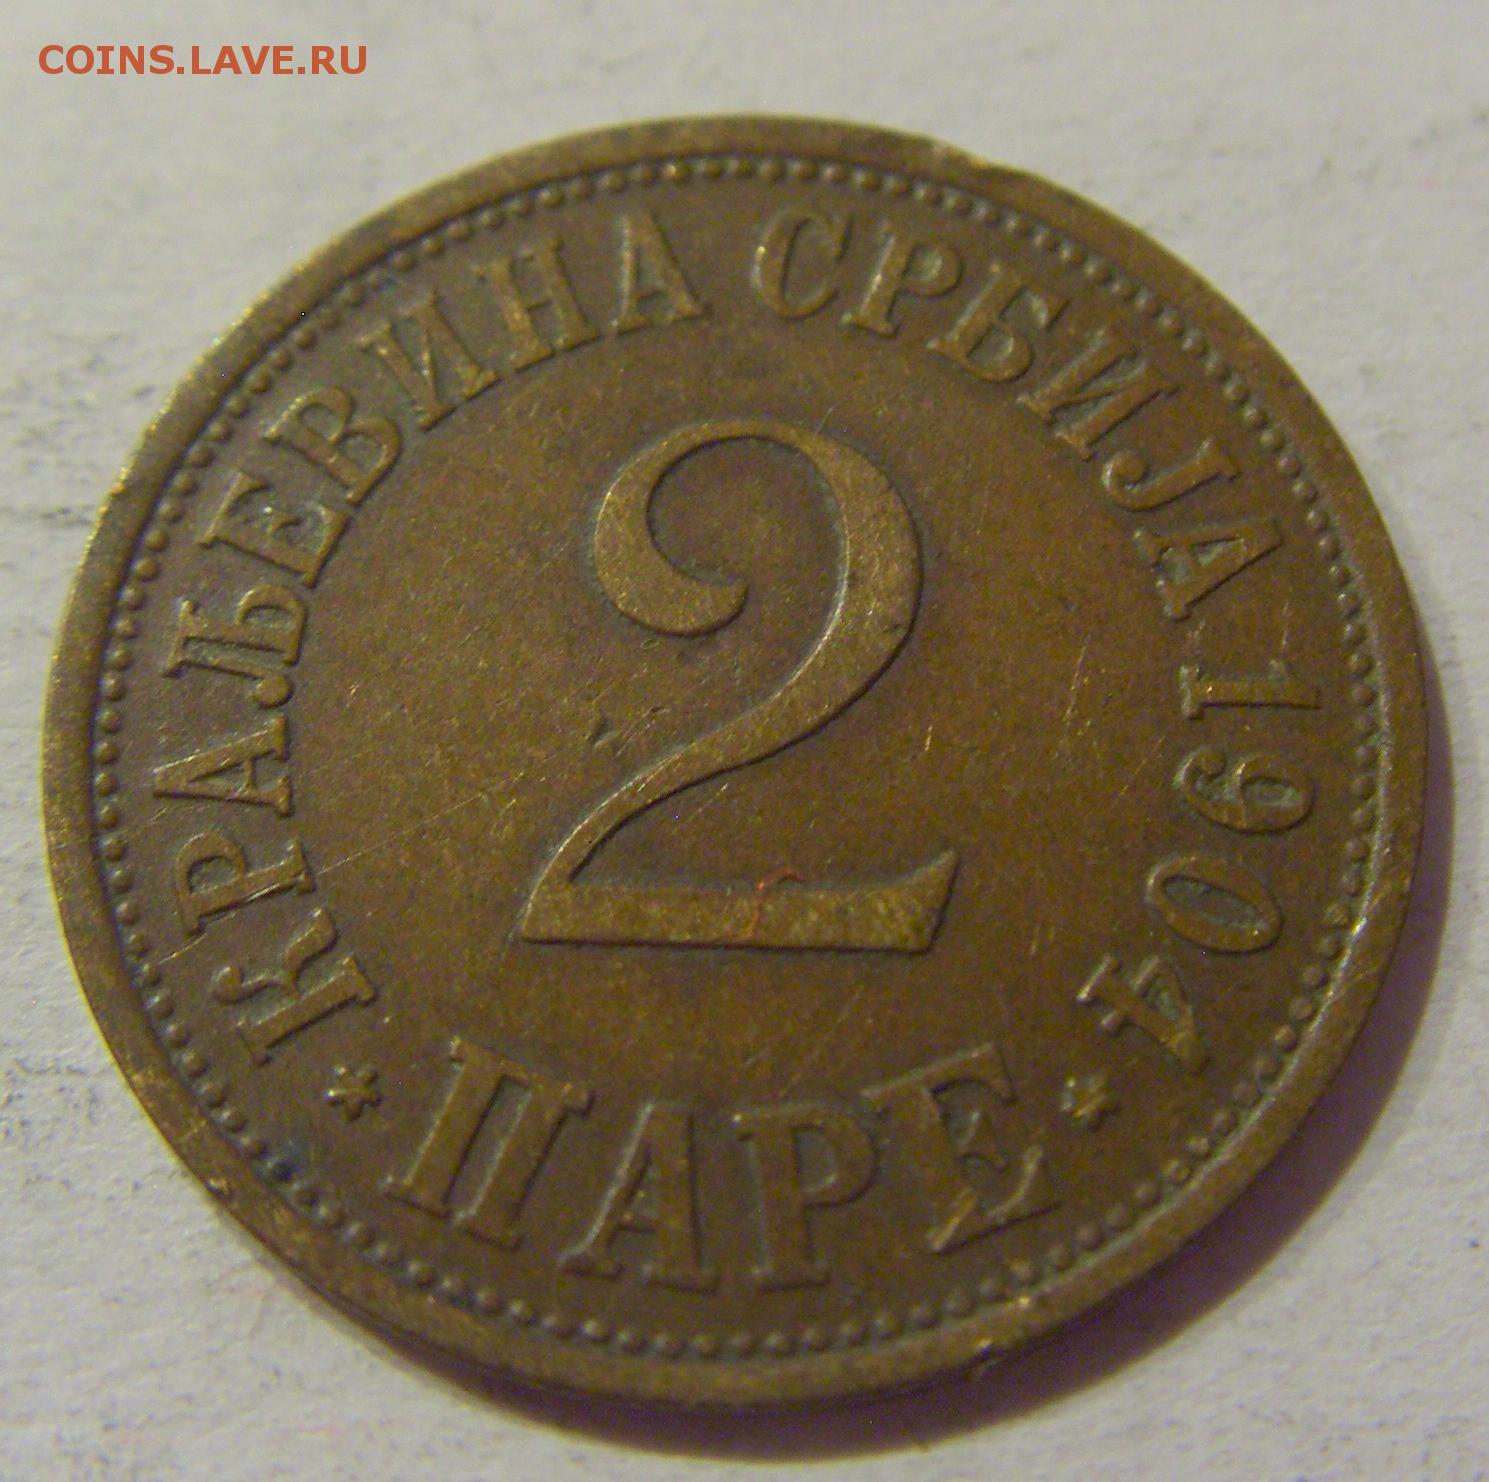 COINS.LAVE.RU
КРАЉЕВИНА СРБИЈА 1904
2
* ПАРЕ *